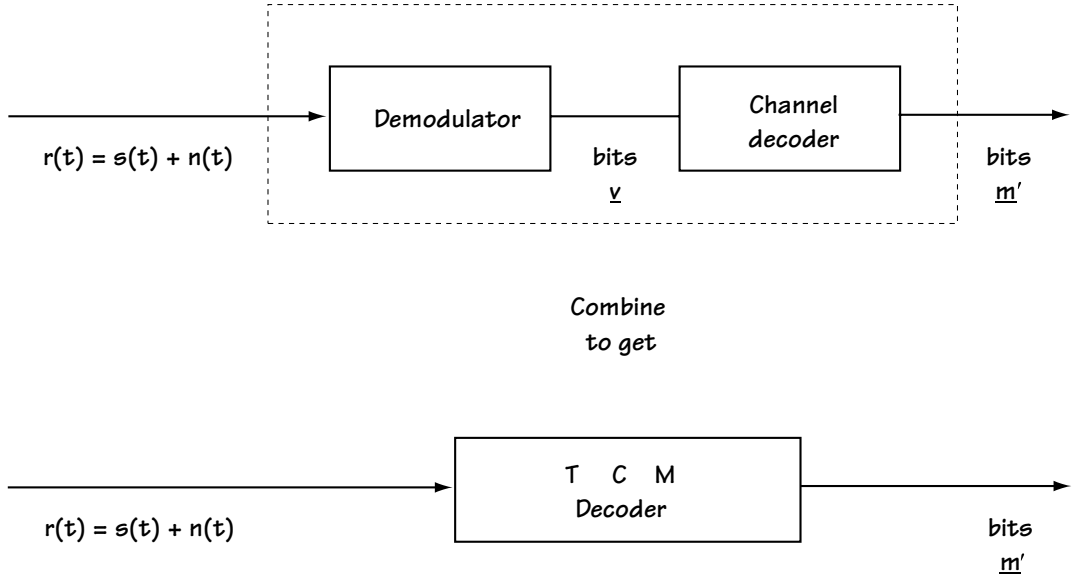 Demodulator
Channel
decoder
r(t) = s(t) + n(t)
bits
v
bits
m'
Combine
to get
T C M
Decoder
r(t) = s(t) + n(t)
bits
m'